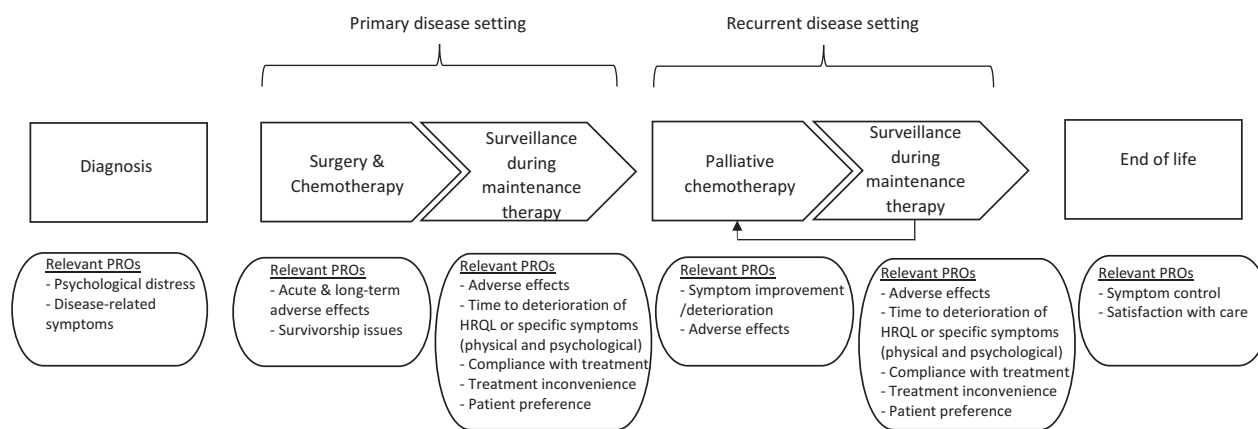 Primary disease setting
Recurrent disease setting
Diagnosis
Surgery &
Chemotherapy
Surveillance
during
maintenance
therapy
Palliative
chemotherapy
Surveillance
during
maintenance
therapy
End of life
Relevant PROs
- Psychological distress
- Disease-related
symptoms
Relevant PROs
- Acute & long-term
adverse effects
- Survivorship issues
Relevant PROs
- Adverse effects
- Time to deterioration of
HRQL or specific symptoms
(physical and psychological)
- Compliance with treatment
- Treatment inconvenience
- Patient preference
Relevant PROs
- Symptom improvement
/deterioration
- Adverse effects
Relevant PROs
- Adverse effects
- Time to deterioration of
HRQL or specific symptoms
(physical and psychological)
- Compliance with treatment
- Treatment inconvenience
- Patient preference
Relevant PROs
- Symptom control
- Satisfaction with care